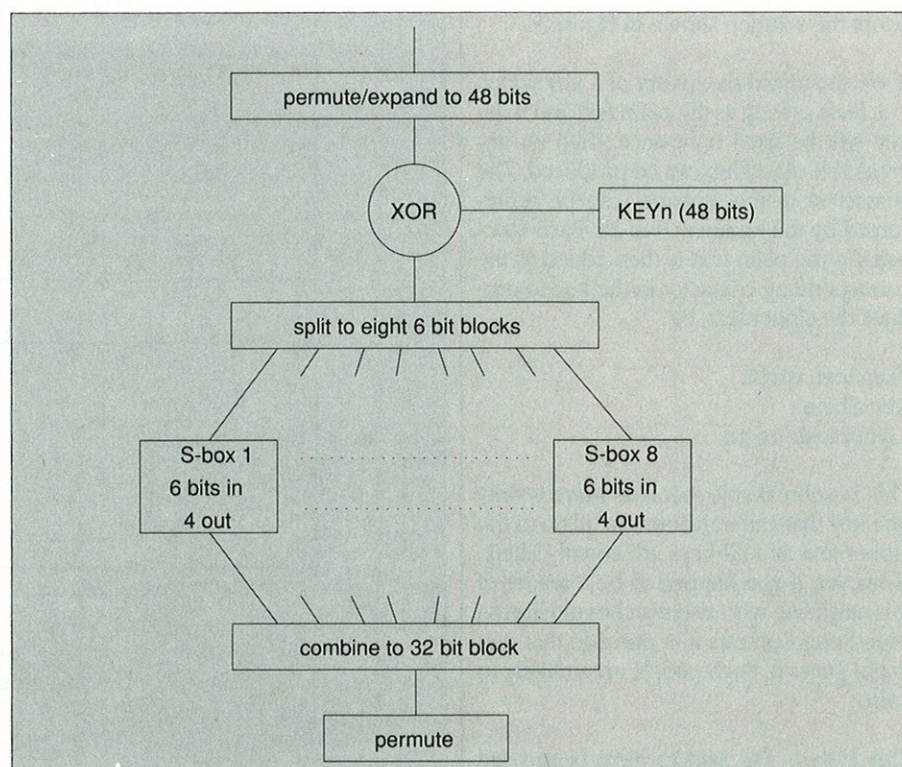 permute/expand to 48 bits
XOR
KEYn (48 bits)
split to eight 6 bit blocks
S-box 1
6 bits in
4 out
S-box 8
6 bits in
4 out
combine to 32 bit block
permute